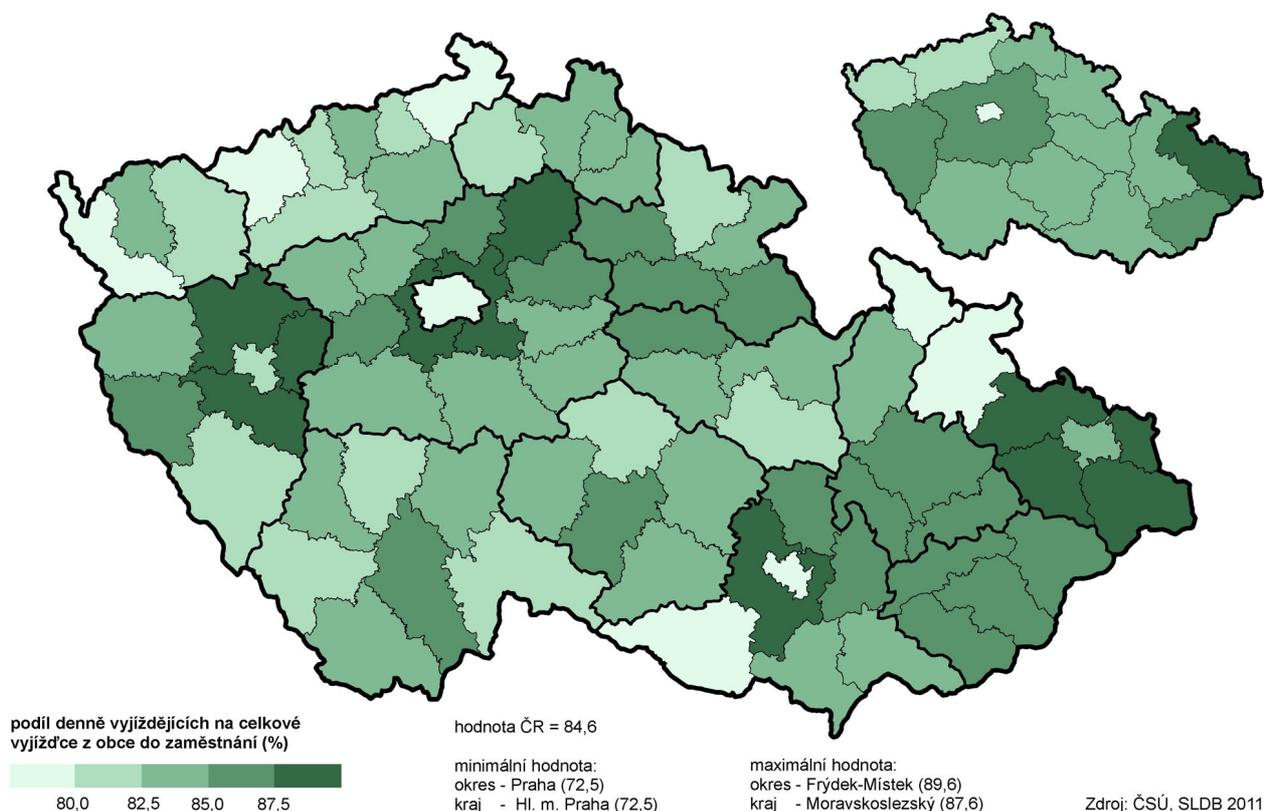 podíl denně vyjíždějících na celkové
vyjížďce z obce do zaměstnání (%)
80,0 82,5 85,0 87,5
hodnota ČR = 84,6
minimální hodnota:
okres - Praha (72,5)
kraj - Hl. m. Praha (72,5)
maximální hodnota:
okres - Frýdek-Místek (89,6)
kraj - Moravskoslezský (87,6)
Zdroj: ČSÚ, SLDB 2011